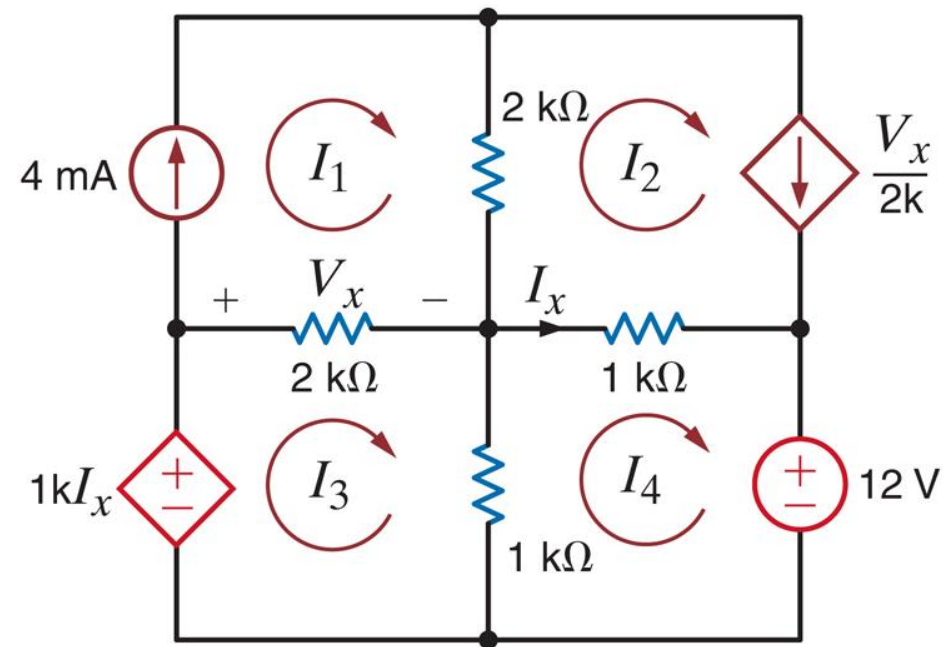 2 kΩ
I₁
I₂
4 mA
Vₓ
2k
+ Vₓ −
Iₓ
2 kΩ
1 kΩ
1kIₓ
+
−
I₃
I₄
+
−
12 V
1 kΩ